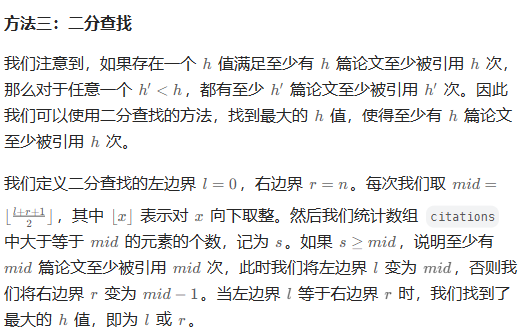 方法三：二分查找
我们注意到，如果存在一个 h 值满足至少有 h 篇论文至少被引用 h 次，
那么对于任意一个 h′ < h，都有至少 h′ 篇论文至少被引用 h′ 次。因此
我们可以使用二分查找的方法，找到最大的 h 值，使得至少有 h 篇论文
至少被引用 h 次。
我们定义二分查找的左边界 l = 0，右边界 r = n。每次我们取 mid =
⌊(l+r+1)/2⌋，其中 ⌊x⌋ 表示对 x 向下取整。然后我们统计数组 citations
中大于等于 mid 的元素的个数，记为 s。如果 s ≥ mid，说明至少有
mid 篇论文至少被引用 mid 次，此时我们将左边界 l 变为 mid，否则我
们将右边界 r 变为 mid − 1。当左边界 l 等于右边界 r 时，我们找到了
最大的 h 值，即为 l 或 r。